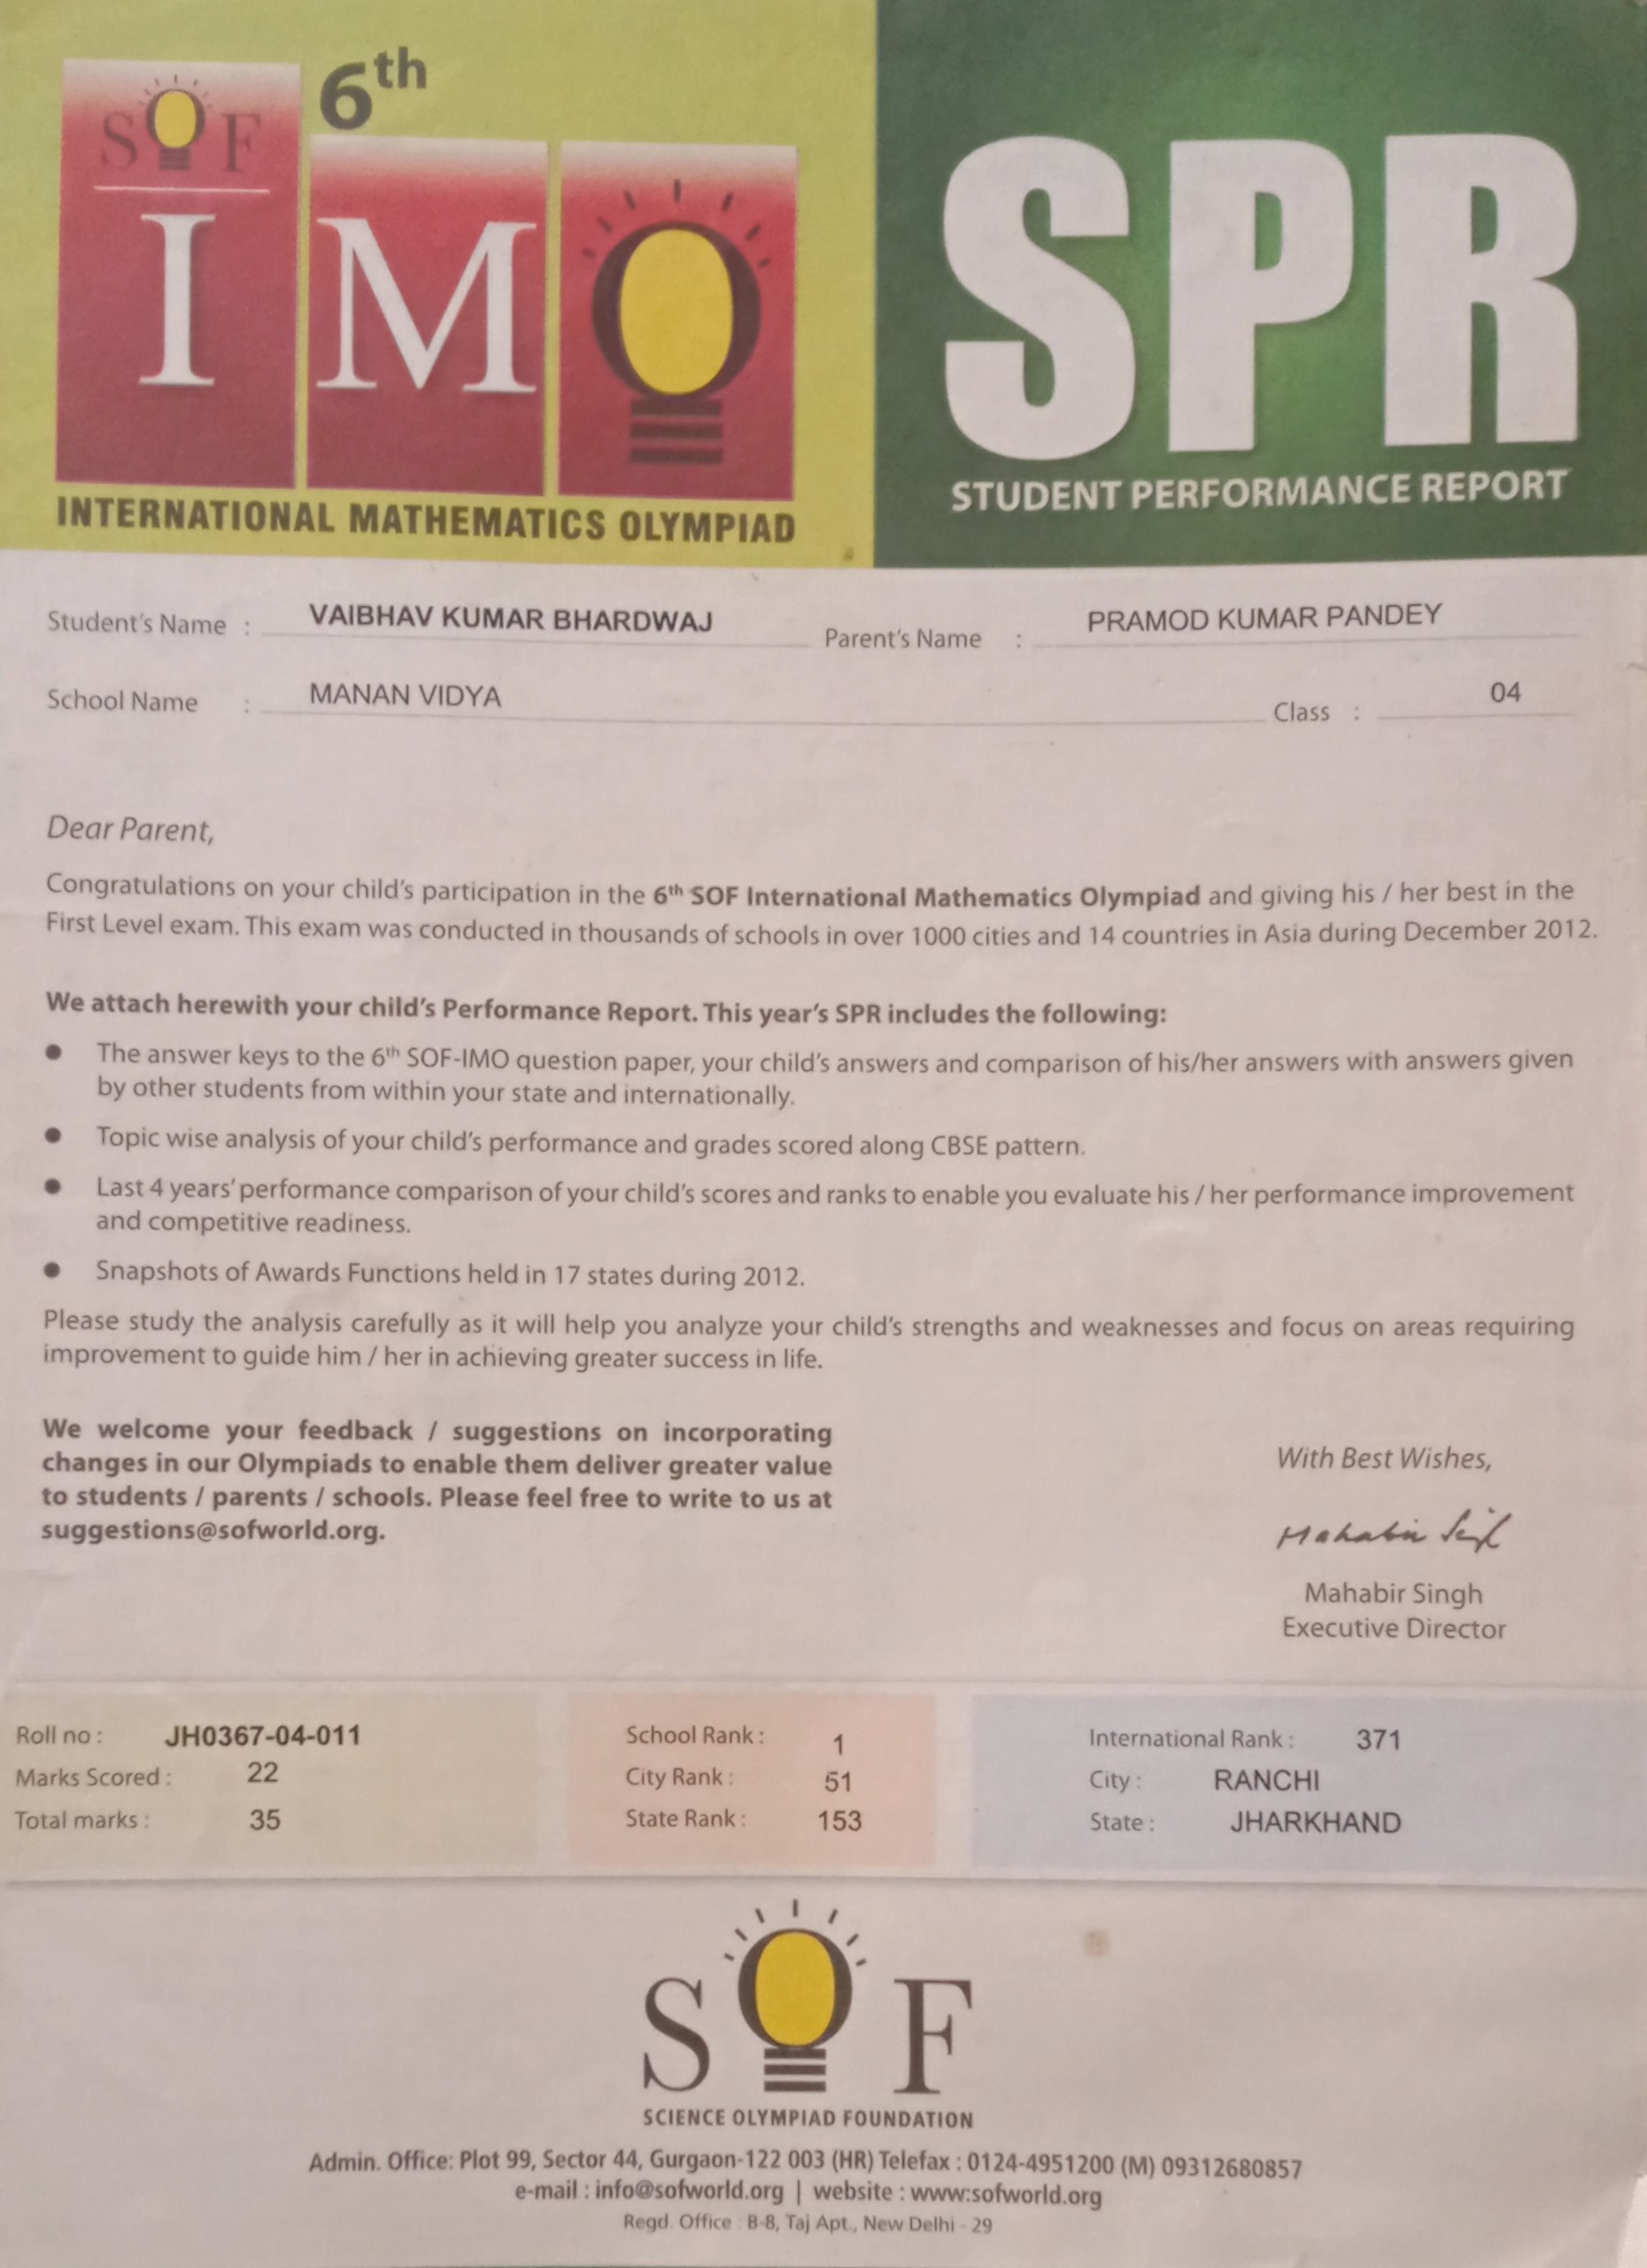 SOF
6th
IMO
INTERNATIONAL MATHEMATICS OLYMPIAD
SPR
STUDENT PERFORMANCE REPORT
Student's Name : VAIBHAV KUMAR BHARDWAJ Parent's Name : PRAMOD KUMAR PANDEY
School Name : MANAN VIDYA Class : 04
Dear Parent,
Congratulations on your child's participation in the 6th SOF International Mathematics Olympiad and giving his / her best in the
First Level exam. This exam was conducted in thousands of schools in over 1000 cities and 14 countries in Asia during December 2012.
We attach herewith your child's Performance Report. This year's SPR includes the following:
● The answer keys to the 6th SOF-IMO question paper, your child's answers and comparison of his/her answers with answers given
by other students from within your state and internationally.
● Topic wise analysis of your child's performance and grades scored along CBSE pattern.
● Last 4 years' performance comparison of your child's scores and ranks to enable you evaluate his / her performance improvement
and competitive readiness.
● Snapshots of Awards Functions held in 17 states during 2012.
Please study the analysis carefully as it will help you analyze your child's strengths and weaknesses and focus on areas requiring
improvement to guide him / her in achieving greater success in life.
We welcome your feedback / suggestions on incorporating
changes in our Olympiads to enable them deliver greater value
to students / parents / schools. Please feel free to write to us at
suggestions@sofworld.org.
With Best Wishes,
Mahabir Singh
Mahabir Singh
Executive Director
Roll no : JH0367-04-011
Marks Scored : 22
Total marks : 35
School Rank : 1
City Rank : 51
State Rank : 153
International Rank : 371
City : RANCHI
State : JHARKHAND
SOF
SCIENCE OLYMPIAD FOUNDATION
Admin. Office: Plot 99, Sector 44, Gurgaon-122 003 (HR) Telefax : 0124-4951200 (M) 09312680857
e-mail : info@sofworld.org | website : www:sofworld.org
Regd. Office : B-8, Taj Apt., New Delhi - 29